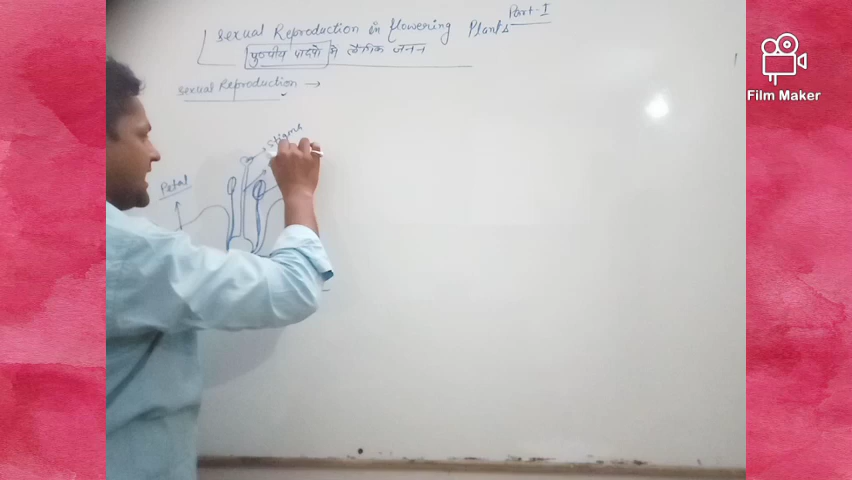 Part-I
Sexual Reproduction in flowering Plants
पुष्पीय पादपों में लैंगिक जनन
Sexual Reproduction →
Stigma
Petal
Film Maker